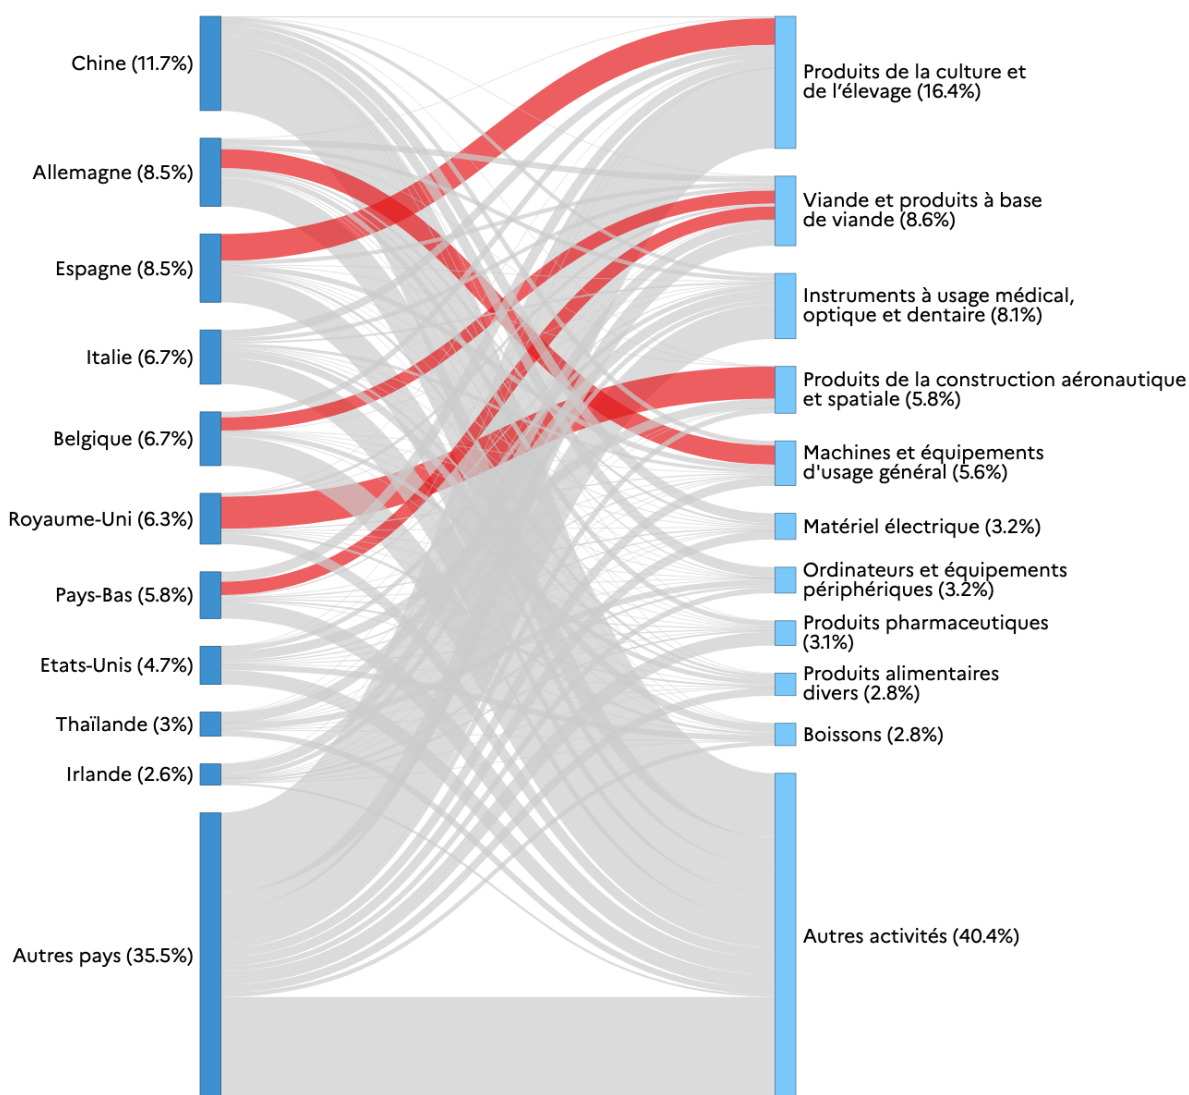 Chine (11.7%)
Allemagne (8.5%)
Espagne (8.5%)
Italie (6.7%)
Belgique (6.7%)
Royaume-Uni (6.3%)
Pays-Bas (5.8%)
Etats-Unis (4.7%)
Thaïlande (3%)
Irlande (2.6%)
Autres pays (35.5%)
Produits de la culture et
de l’élevage (16.4%)
Viande et produits à base
de viande (8.6%)
Instruments à usage médical,
optique et dentaire (8.1%)
Produits de la construction aéronautique
et spatiale (5.8%)
Machines et équipements
d'usage général (5.6%)
Matériel électrique (3.2%)
Ordinateurs et équipements
périphériques (3.2%)
Produits pharmaceutiques
(3.1%)
Produits alimentaires
divers (2.8%)
Boissons (2.8%)
Autres activités (40.4%)